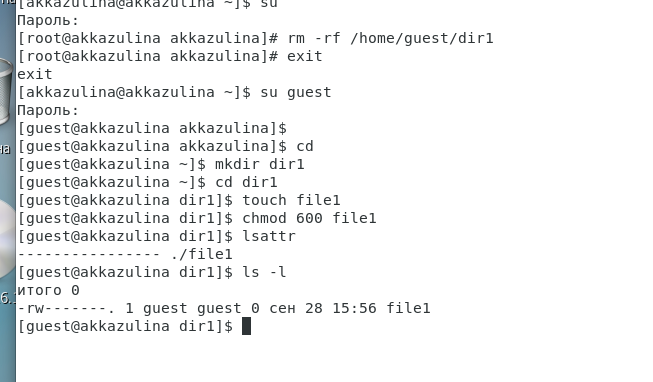 [akkazulina@akkazulina ~]$ su
Пароль:
[root@akkazulina akkazulina]# rm -rf /home/guest/dir1
[root@akkazulina akkazulina]# exit
exit
[akkazulina@akkazulina ~]$ su guest
Пароль:
[guest@akkazulina akkazulina]$
[guest@akkazulina akkazulina]$ cd
[guest@akkazulina ~]$ mkdir dir1
[guest@akkazulina ~]$ cd dir1
[guest@akkazulina dir1]$ touch file1
[guest@akkazulina dir1]$ chmod 600 file1
[guest@akkazulina dir1]$ lsattr
---------------- ./file1
[guest@akkazulina dir1]$ ls -l
итого 0
-rw-------. 1 guest guest 0 сен 28 15:56 file1
[guest@akkazulina dir1]$